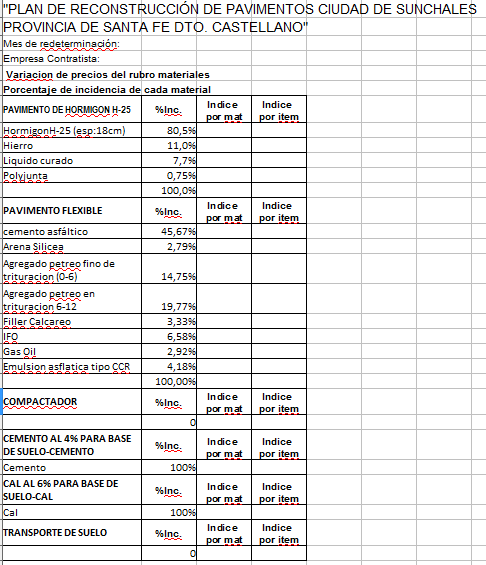 "PLAN DE RECONSTRUCCIÓN DE PAVIMENTOS CIUDAD DE SUNCHALES
PROVINCIA DE SANTA FE DTO. CASTELLANO"
Mes de redeterminación:
Empresa Contratista:
Variacion de precios del rubro materiales
Porcentaje de incidencia de cada material
PAVIMENTO DE HORMIGON H-25 %Inc. Indice por mat Indice por item
HormigonH-25 (esp:18cm) 80,5%
Hierro 11,0%
Liquido curado 7,7%
Polyjunta 0,75%
100,0%
PAVIMENTO FLEXIBLE %Inc. Indice por mat Indice por item
cemento asfáltico 45,67%
Arena Silicea 2,79%
Agregado petreo fino de
trituracion (0-6) 14,75%
Agregado petreo en
trituracion 6-12 19,77%
Filler Calcareo 3,33%
IFO 6,58%
Gas Oil 2,92%
Emulsion asflatica tipo CCR 4,18%
100,00%
COMPACTADOR %Inc. Indice por mat Indice por item
0
CEMENTO AL 4% PARA BASE
DE SUELO-CEMENTO %Inc. Indice por mat Indice por item
Cemento 100%
CAL AL 6% PARA BASE DE
SUELO-CAL %Inc. Indice por mat Indice por item
Cal 100%
TRANSPORTE DE SUELO %Inc. Indice por mat Indice por item
0